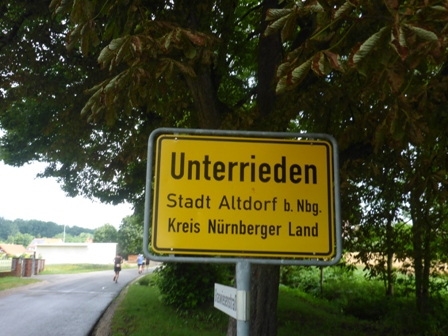 Unterrieden
Stadt Altdorf b. Nbg.
Kreis Nürnberger Land